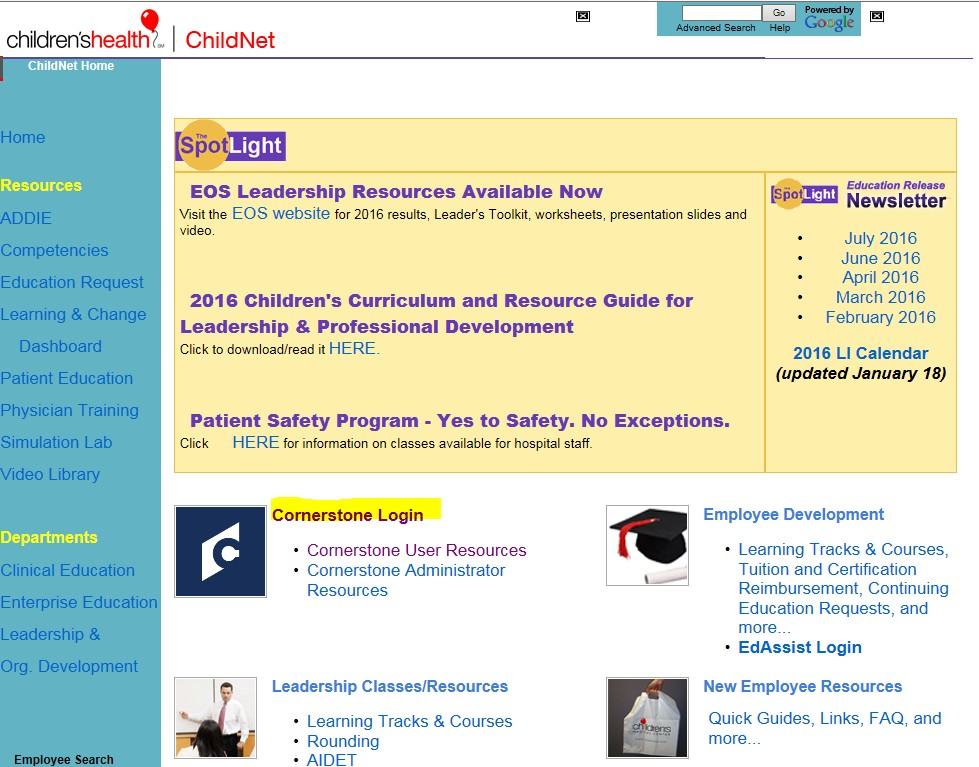 Go
Powered by
Google
Advanced Search
Help
children'shealth
SM
ChildNet
ChildNet Home
Home
Resources
ADDIE
Competencies
Education Request
Learning & Change
Dashboard
Patient Education
Physician Training
Simulation Lab
Video Library
Departments
Clinical Education
Enterprise Education
Leadership &
Org. Development
Employee Search
The
SpotLight
EOS Leadership Resources Available Now
Visit the EOS website for 2016 results, Leader's Toolkit, worksheets, presentation slides and
video.
2016 Children's Curriculum and Resource Guide for
Leadership & Professional Development
Click to download/read it HERE.
Patient Safety Program - Yes to Safety. No Exceptions.
Click HERE for information on classes available for hospital staff.
The
SpotLight
Education Release
Newsletter
• July 2016
• June 2016
• April 2016
• March 2016
• February 2016
2016 LI Calendar
(updated January 18)
Cornerstone Login
• Cornerstone User Resources
• Cornerstone Administrator
Resources
Employee Development
• Learning Tracks & Courses,
Tuition and Certification
Reimbursement, Continuing
Education Requests, and
more...
• EdAssist Login
Leadership Classes/Resources
• Learning Tracks & Courses
• Rounding
• AIDET
children's
New Employee Resources
Quick Guides, Links, FAQ, and
more...